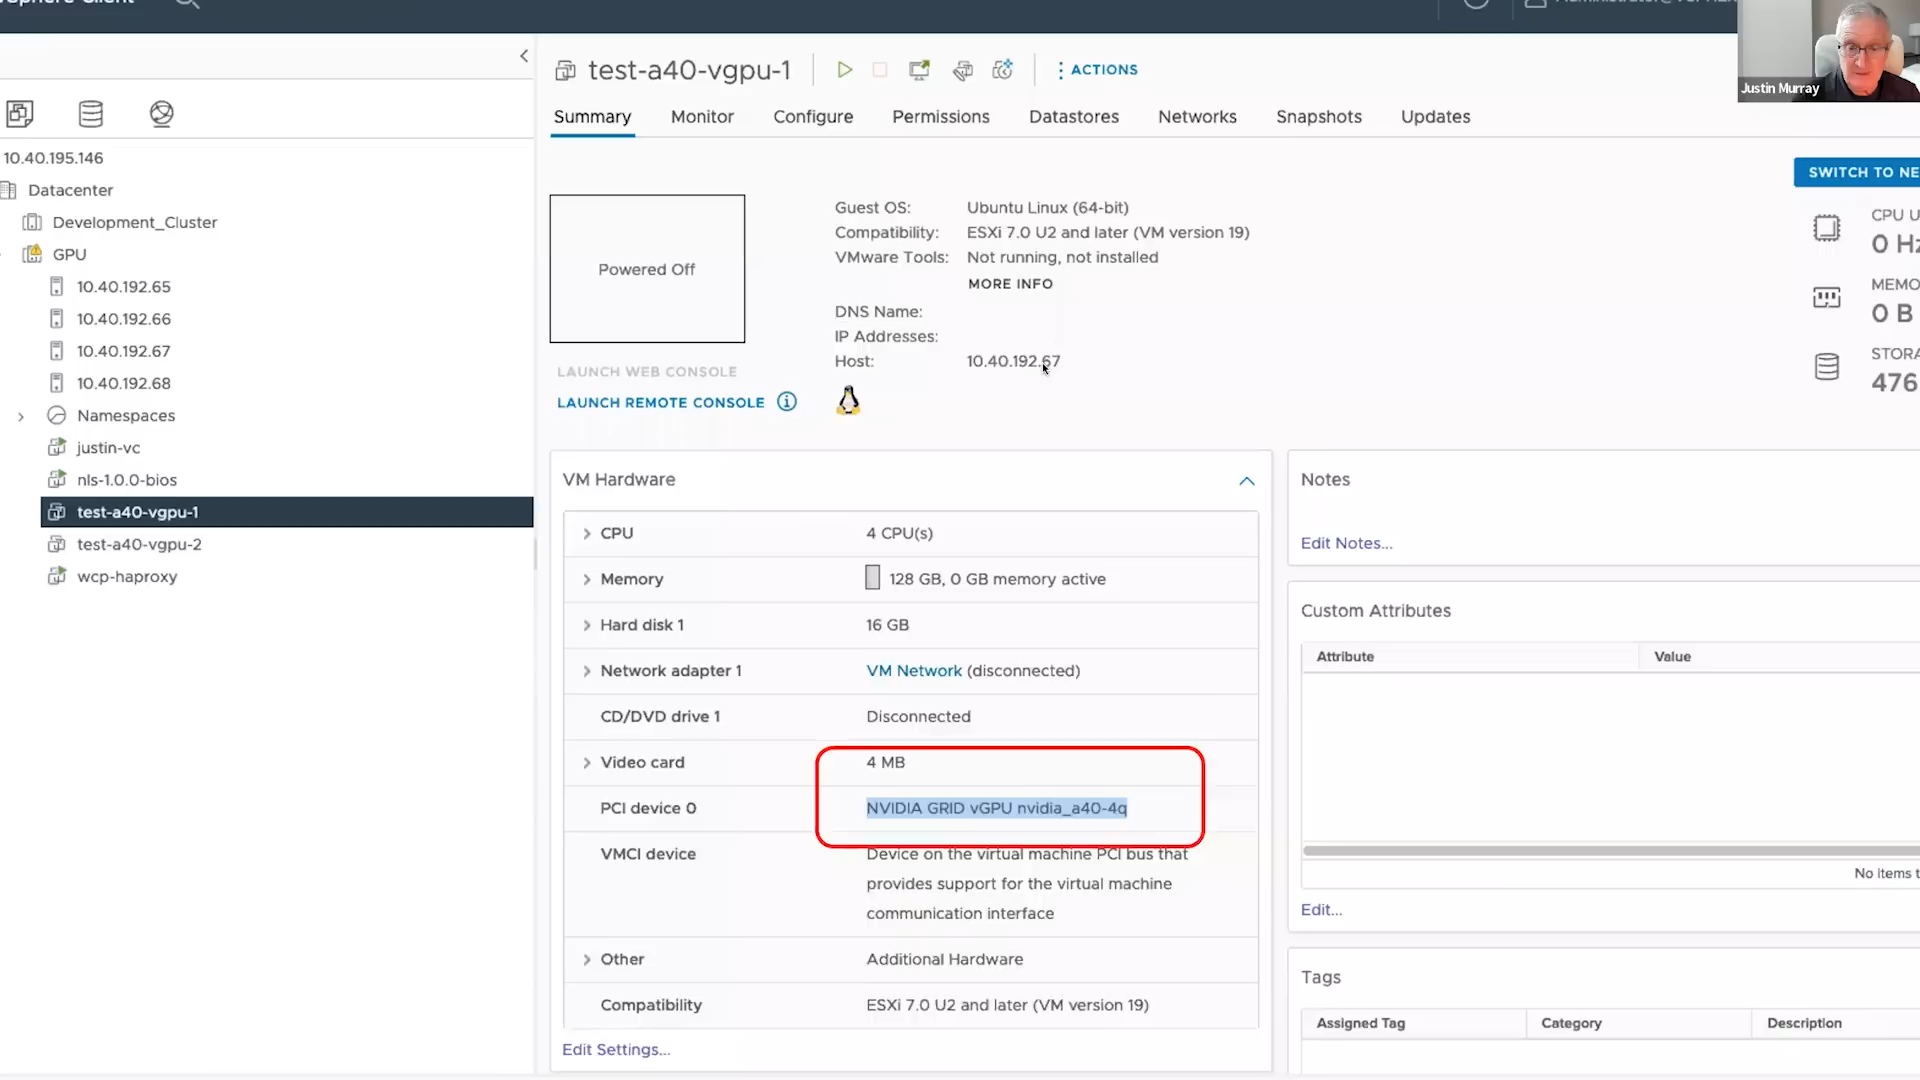 Justin Murray
test-a40-vgpu-1
ACTIONS
Summary Monitor Configure Permissions Datastores Networks Snapshots Updates
10.40.195.146
Datacenter
Development_Cluster
GPU
10.40.192.65
10.40.192.66
10.40.192.67
10.40.192.68
Namespaces
justin-vc
nls-1.0.0-bios
test-a40-vgpu-1
test-a40-vgpu-2
wcp-haproxy
SWITCH TO NE
Powered Off
Guest OS: Ubuntu Linux (64-bit)
Compatibility: ESXi 7.0 U2 and later (VM version 19)
VMware Tools: Not running, not installed
MORE INFO
DNS Name:
IP Addresses:
Host: 10.40.192.67
LAUNCH WEB CONSOLE
LAUNCH REMOTE CONSOLE
CPU U
0 Hz
MEMO
0 B
STORA
476
VM Hardware
CPU 4 CPU(s)
Memory 128 GB, 0 GB memory active
Hard disk 1 16 GB
Network adapter 1 VM Network (disconnected)
CD/DVD drive 1 Disconnected
Video card 4 MB
PCI device 0 NVIDIA GRID vGPU nvidia_a40-4q
VMCI device Device on the virtual machine PCI bus that
provides support for the virtual machine
communication interface
Other Additional Hardware
Compatibility ESXi 7.0 U2 and later (VM version 19)
Edit Settings...
Notes
Edit Notes...
Custom Attributes
Attribute Value
No items t
Edit...
Tags
Assigned Tag Category Description